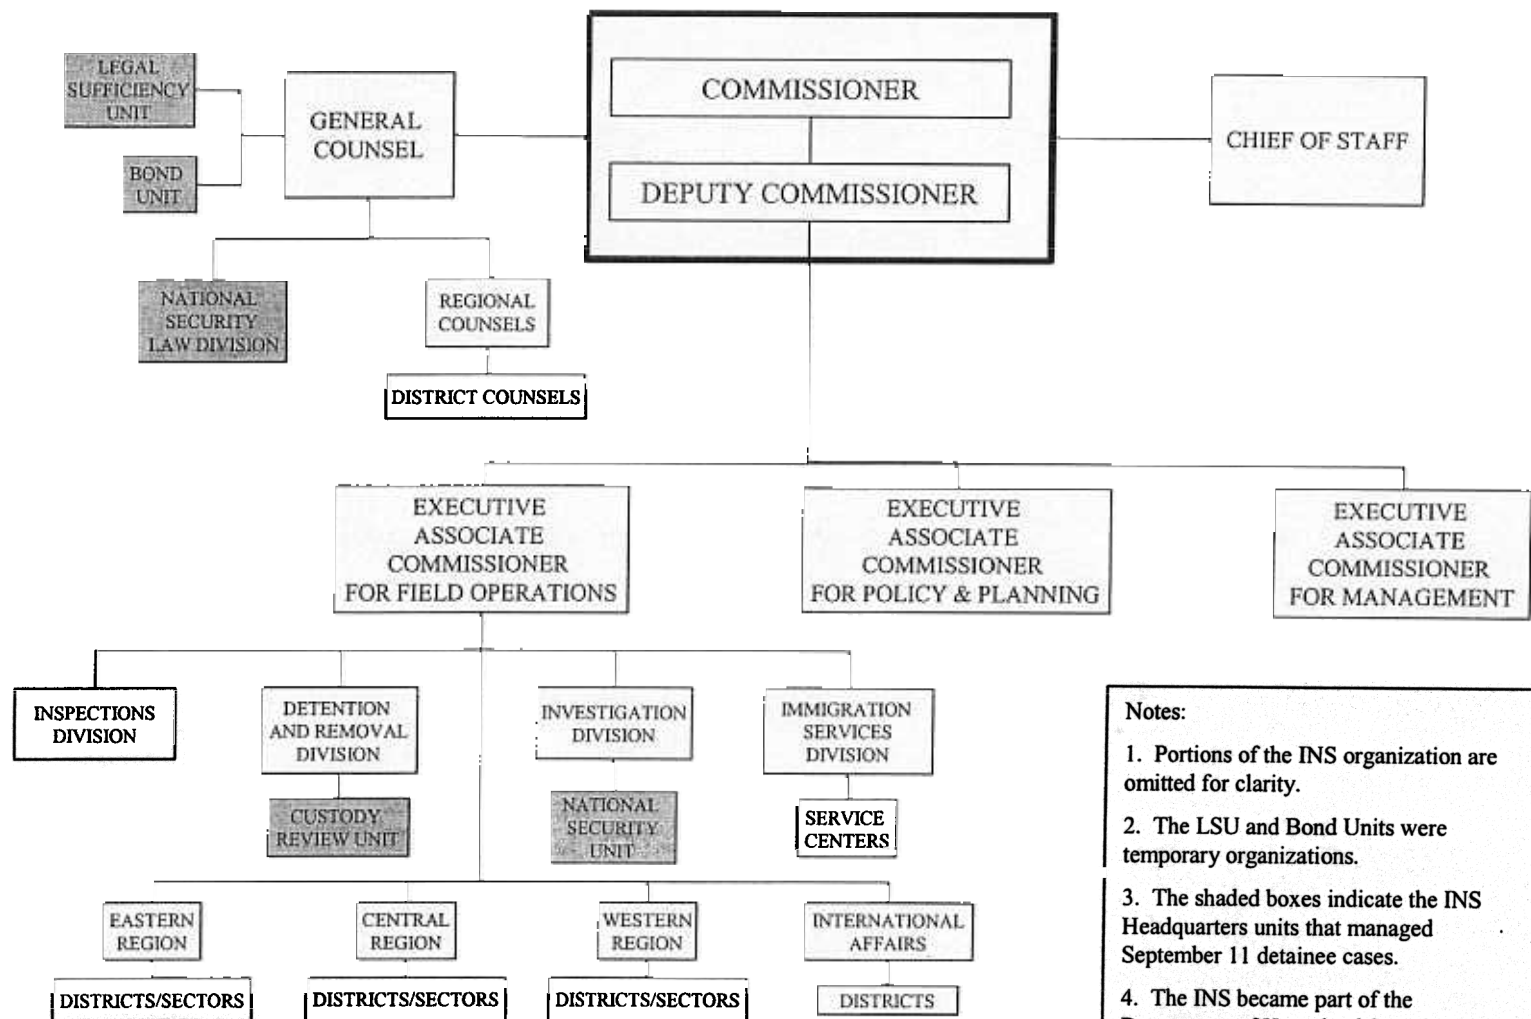 LEGAL
SUFFICIENCY
UNIT
BOND
UNIT
GENERAL
COUNSEL
COMMISSIONER
DEPUTY COMMISSIONER
CHIEF OF STAFF
NATIONAL
SECURITY
LAW DIVISION
REGIONAL
COUNSELS
DISTRICT COUNSELS
EXECUTIVE
ASSOCIATE
COMMISSIONER
FOR FIELD OPERATIONS
EXECUTIVE
ASSOCIATE
COMMISSIONER
FOR POLICY & PLANNING
EXECUTIVE
ASSOCIATE
COMMISSIONER
FOR MANAGEMENT
INSPECTIONS
DIVISION
DETENTION
AND REMOVAL
DIVISION
INVESTIGATION
DIVISION
IMMIGRATION
SERVICES
DIVISION
CUSTODY
REVIEW UNIT
NATIONAL
SECURITY
UNIT
SERVICE
CENTERS
EASTERN
REGION
CENTRAL
REGION
WESTERN
REGION
INTERNATIONAL
AFFAIRS
DISTRICTS/SECTORS
DISTRICTS/SECTORS
DISTRICTS/SECTORS
DISTRICTS
Notes:
1. Portions of the INS organization are
omitted for clarity.
2. The LSU and Bond Units were
temporary organizations.
3. The shaded boxes indicate the INS
Headquarters units that managed
September 11 detainee cases.
4. The INS became part of the